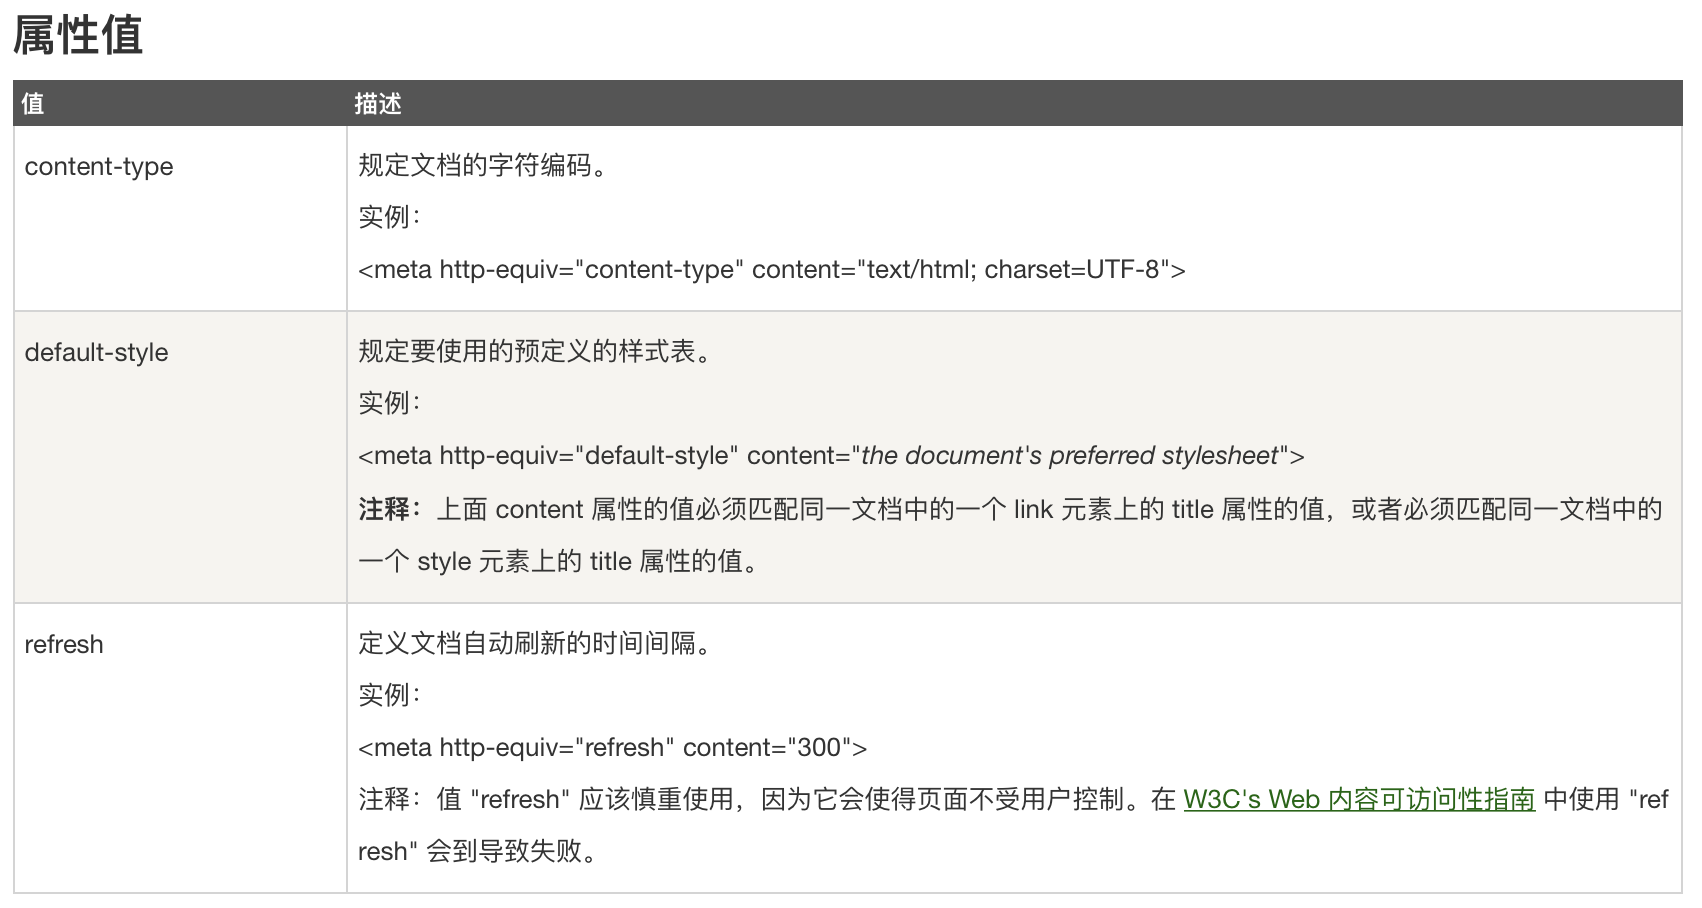 属性值
值 描述
content-type 规定文档的字符编码。
实例：
<meta http-equiv="content-type" content="text/html; charset=UTF-8">
default-style 规定要使用的预定义的样式表。
实例：
<meta http-equiv="default-style" content="the document's preferred stylesheet">
注释：上面 content 属性的值必须匹配同一文档中的一个 link 元素上的 title 属性的值，或者必须匹配同一文档中的
一个 style 元素上的 title 属性的值。
refresh 定义文档自动刷新的时间间隔。
实例：
<meta http-equiv="refresh" content="300">
注释：值 "refresh" 应该慎重使用，因为它会使得页面不受用户控制。在 W3C's Web 内容可访问性指南 中使用 "ref
resh" 会到导致失败。